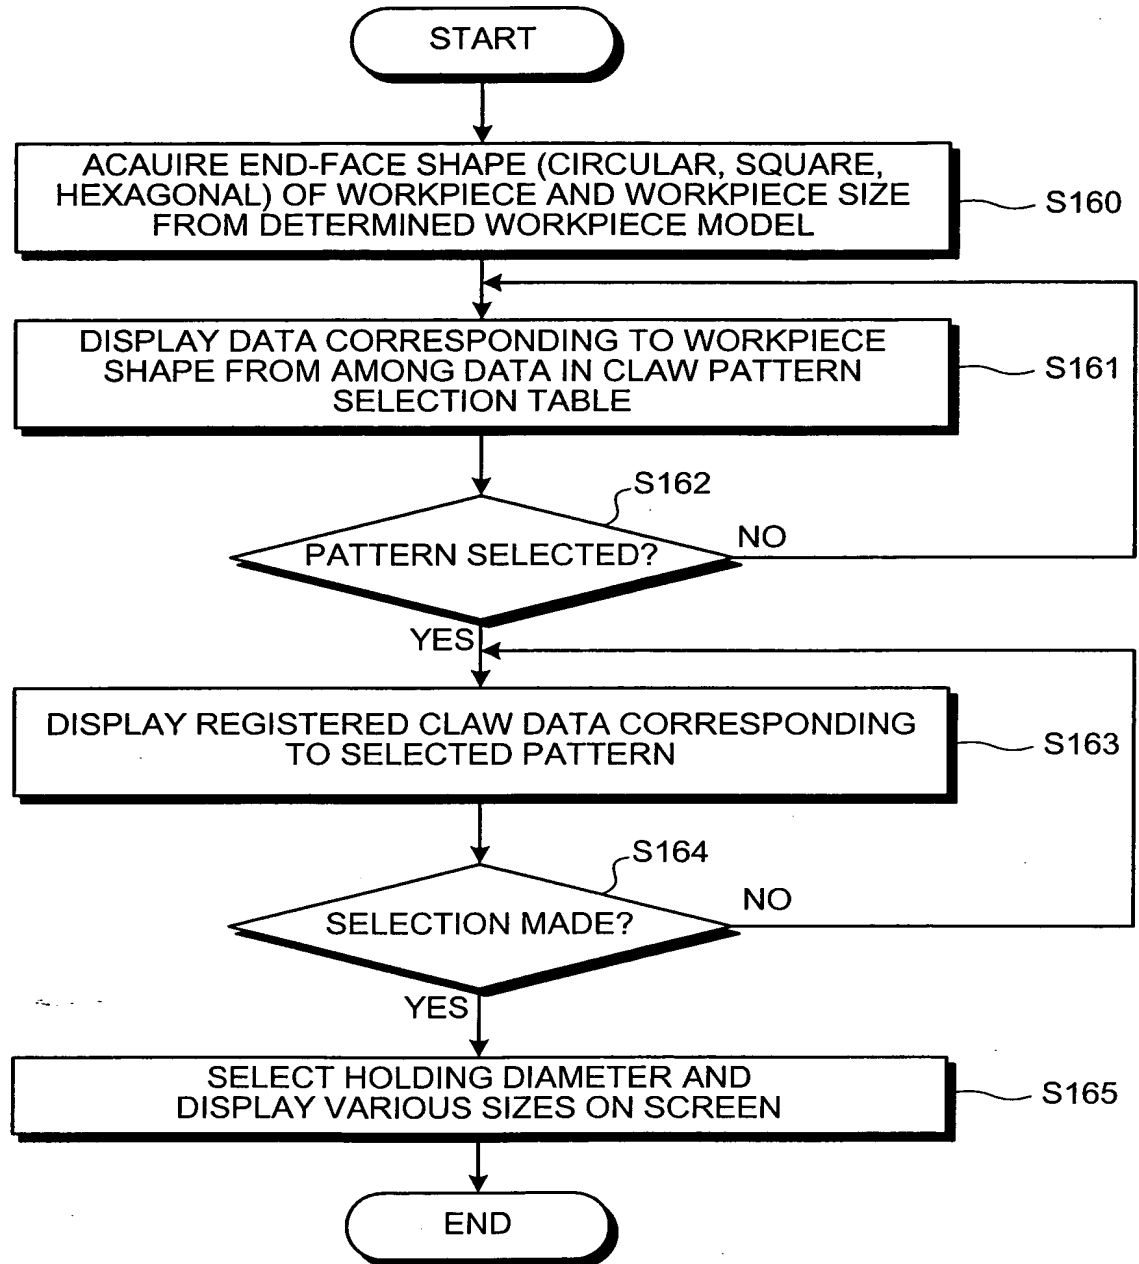 START
ACAUIRE END-FACE SHAPE (CIRCULAR, SQUARE,
HEXAGONAL) OF WORKPIECE AND WORKPIECE SIZE
FROM DETERMINED WORKPIECE MODEL
S160
DISPLAY DATA CORRESPONDING TO WORKPIECE
SHAPE FROM AMONG DATA IN CLAW PATTERN
SELECTION TABLE
S161
S162
PATTERN SELECTED?
NO
YES
DISPLAY REGISTERED CLAW DATA CORRESPONDING
TO SELECTED PATTERN
S163
S164
SELECTION MADE?
NO
YES
SELECT HOLDING DIAMETER AND
DISPLAY VARIOUS SIZES ON SCREEN
S165
END